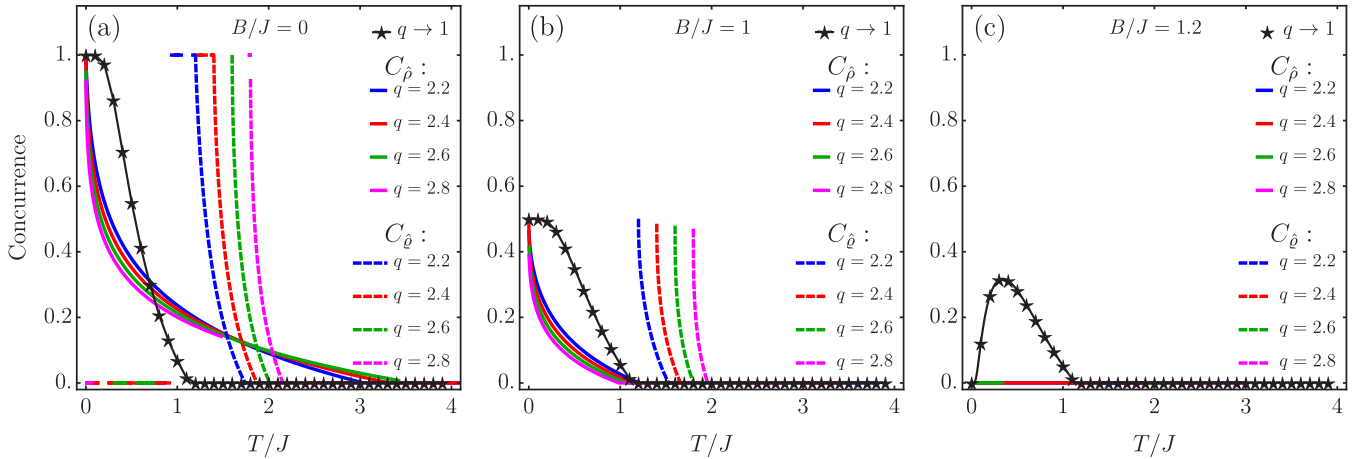 (a) B/J = 0 ★ q → 1
C_ρ̂ :
q = 2.2
q = 2.4
q = 2.6
q = 2.8
C_ϱ̂ :
q = 2.2
q = 2.4
q = 2.6
q = 2.8
Concurrence
1.
0.8
0.6
0.4
0.2
0.
0 1 2 3 4
T/J
(b) B/J = 1 ★ q → 1
C_ρ̂ :
q = 2.2
q = 2.4
q = 2.6
q = 2.8
C_ϱ̂ :
q = 2.2
q = 2.4
q = 2.6
q = 2.8
1.
0.8
0.6
0.4
0.2
0.
0 1 2 3 4
T/J
(c) B/J = 1.2 ★ q → 1
C_ρ̂ :
q = 2.2
q = 2.4
q = 2.6
q = 2.8
C_ϱ̂ :
q = 2.2
q = 2.4
q = 2.6
q = 2.8
1.
0.8
0.6
0.4
0.2
0.
0 1 2 3 4
T/J